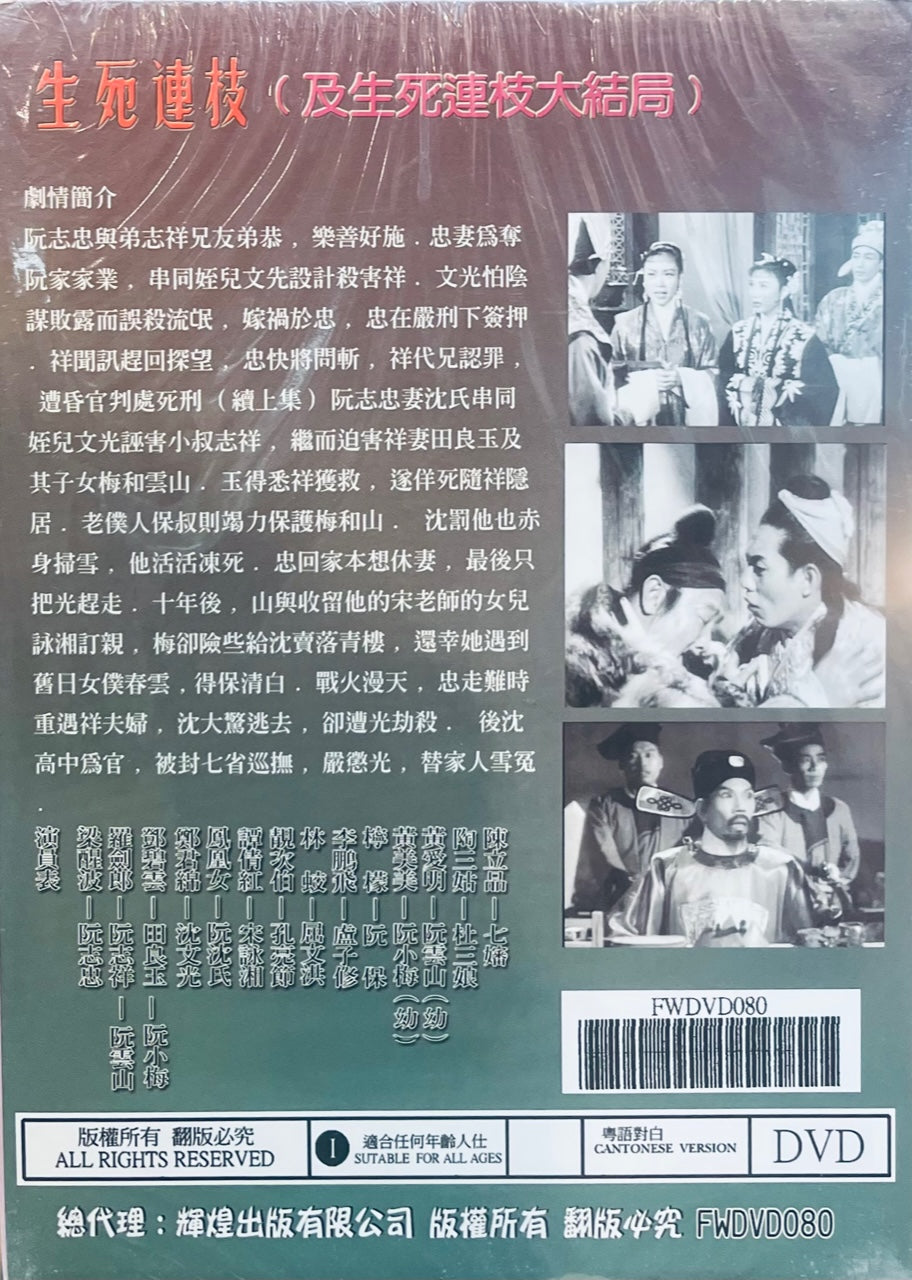 生死連枝（及生死連枝大結局）
劇情簡介
阮志忠與弟志祥兄友弟恭，樂善好施．忠妻爲奪
阮家家業，串同姪兒文先設計殺害祥．文光怕陰
謀敗露而誤殺流氓，嫁禍於忠，忠在嚴刑下簽押
．祥聞訊趕回探望，忠快將問斬，祥代兄認罪，
遭昏官判處死刑（續上集）阮志忠妻沈氏串同
姪兒文光誣害小叔志祥，繼而迫害祥妻田良玉及
其子女梅和雲山．玉得悉祥獲救，遂佯死隨祥隱
居．老僕人保叔則竭力保護梅和山．沈罰他也赤
身掃雪，他活活凍死．忠回家本想休妻，最後只
把光趕走．十年後，山與收留他的宋老師的女兒
詠湘訂親，梅卻險些給沈賣落青樓，還幸她遇到
舊日女僕春雲，得保清白．戰火漫天，忠走難時
重遇祥夫婦，沈大驚逃去，卻遭光劫殺．後沈
高中爲官，被封七省巡撫，嚴懲光，替家人雪冤
．
陳立品－七嬸
陶三姑－杜三娘
黃愛明－阮雲山（幼）
黃美美－阮小梅（幼）
檸檬－阮保
李鵬飛－盧子修
林蛟－屈文洪
靚次伯－孔亮節
譚倩紅－宋詠湘
鳳凰女－阮沈氏
鄭君綿－沈文光
鄧碧雲－田良玉－阮小梅
羅劍郎－阮志祥－阮雲山
梁醒波－阮志忠
演員表
FWDVD080
版權所有 翻版必究
ALL RIGHTS RESERVED
I
適合任何年齡人仕
SUTABLE FOR ALL AGES
粵語對白
CANTONESE VERSION
DVD
總代理：輝煌出版有限公司 版權所有 翻版必究 FWDVD080